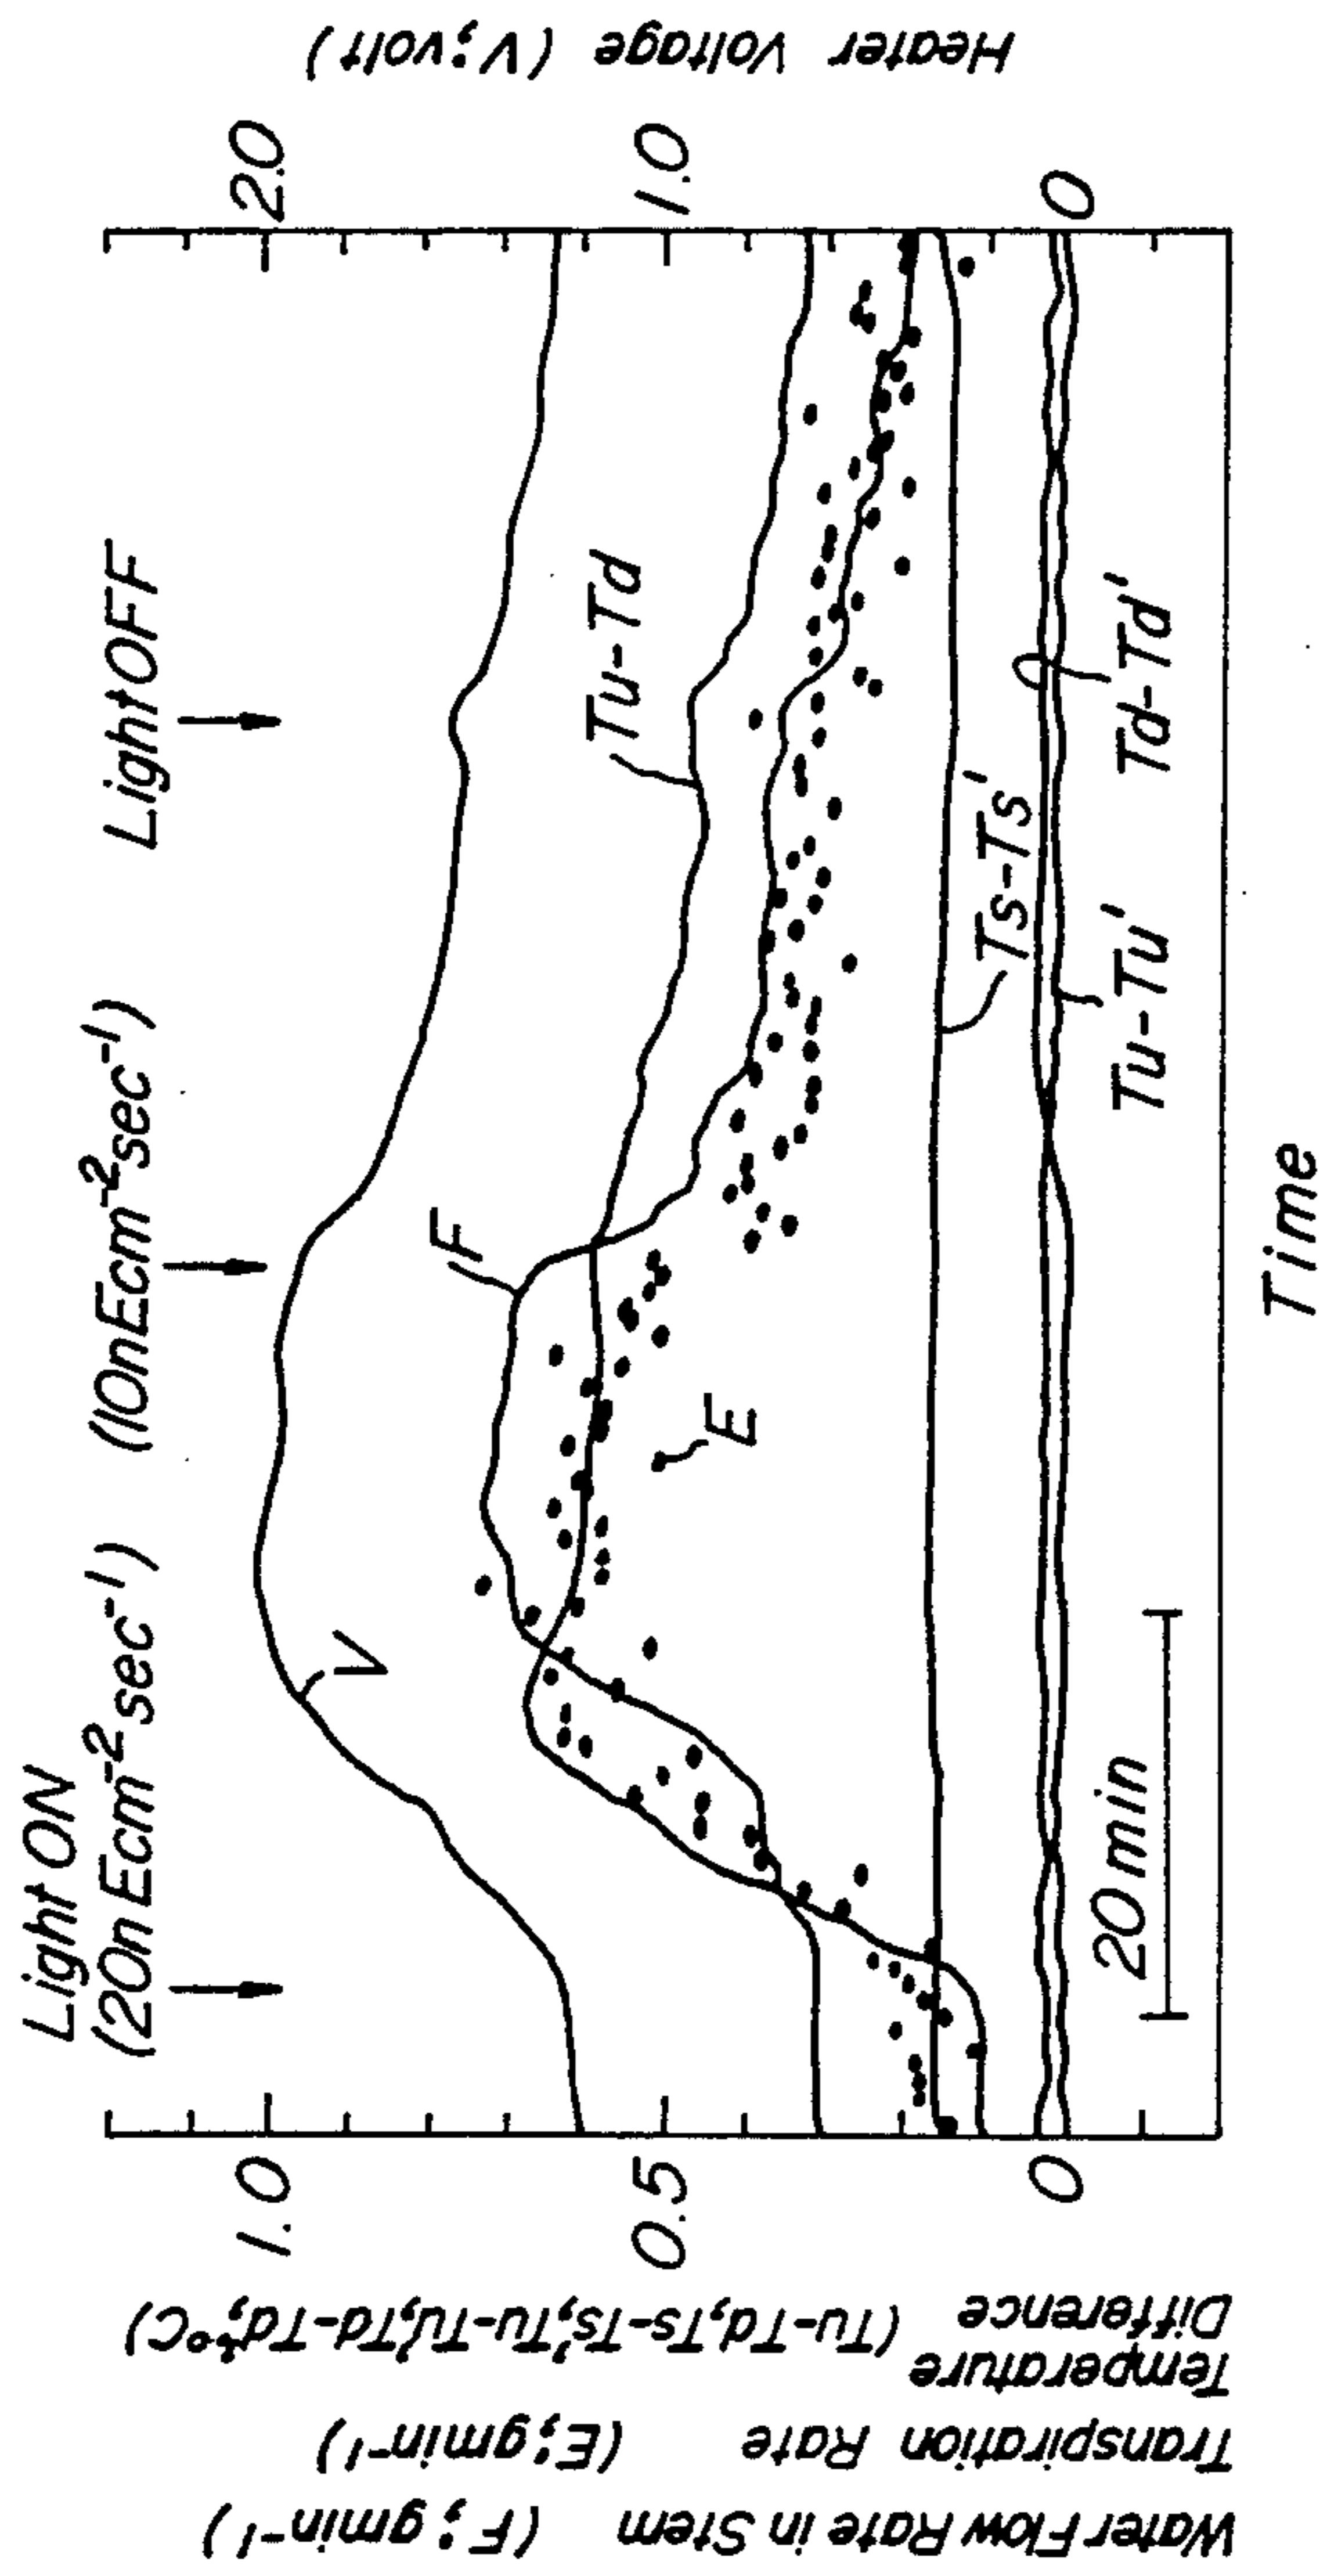 Light ON
(20n Ecm⁻²sec⁻¹)
(10nEcm⁻²sec⁻¹)
Light OFF
V
F
E
Tu-Td
Ts-Ts'
Tu-Tu'
Td-Td'
20 min
1.0
0.5
0
2.0
1.0
0
Time
Water Flow Rate in Stem (F; gmin⁻¹)
Transpiration Rate (E; gmin⁻¹)
Temperature
Difference (Tu-Td, Ts-Ts', Tu-Tu', Td-Td'; °C)
Heater Voltage (V; volt)